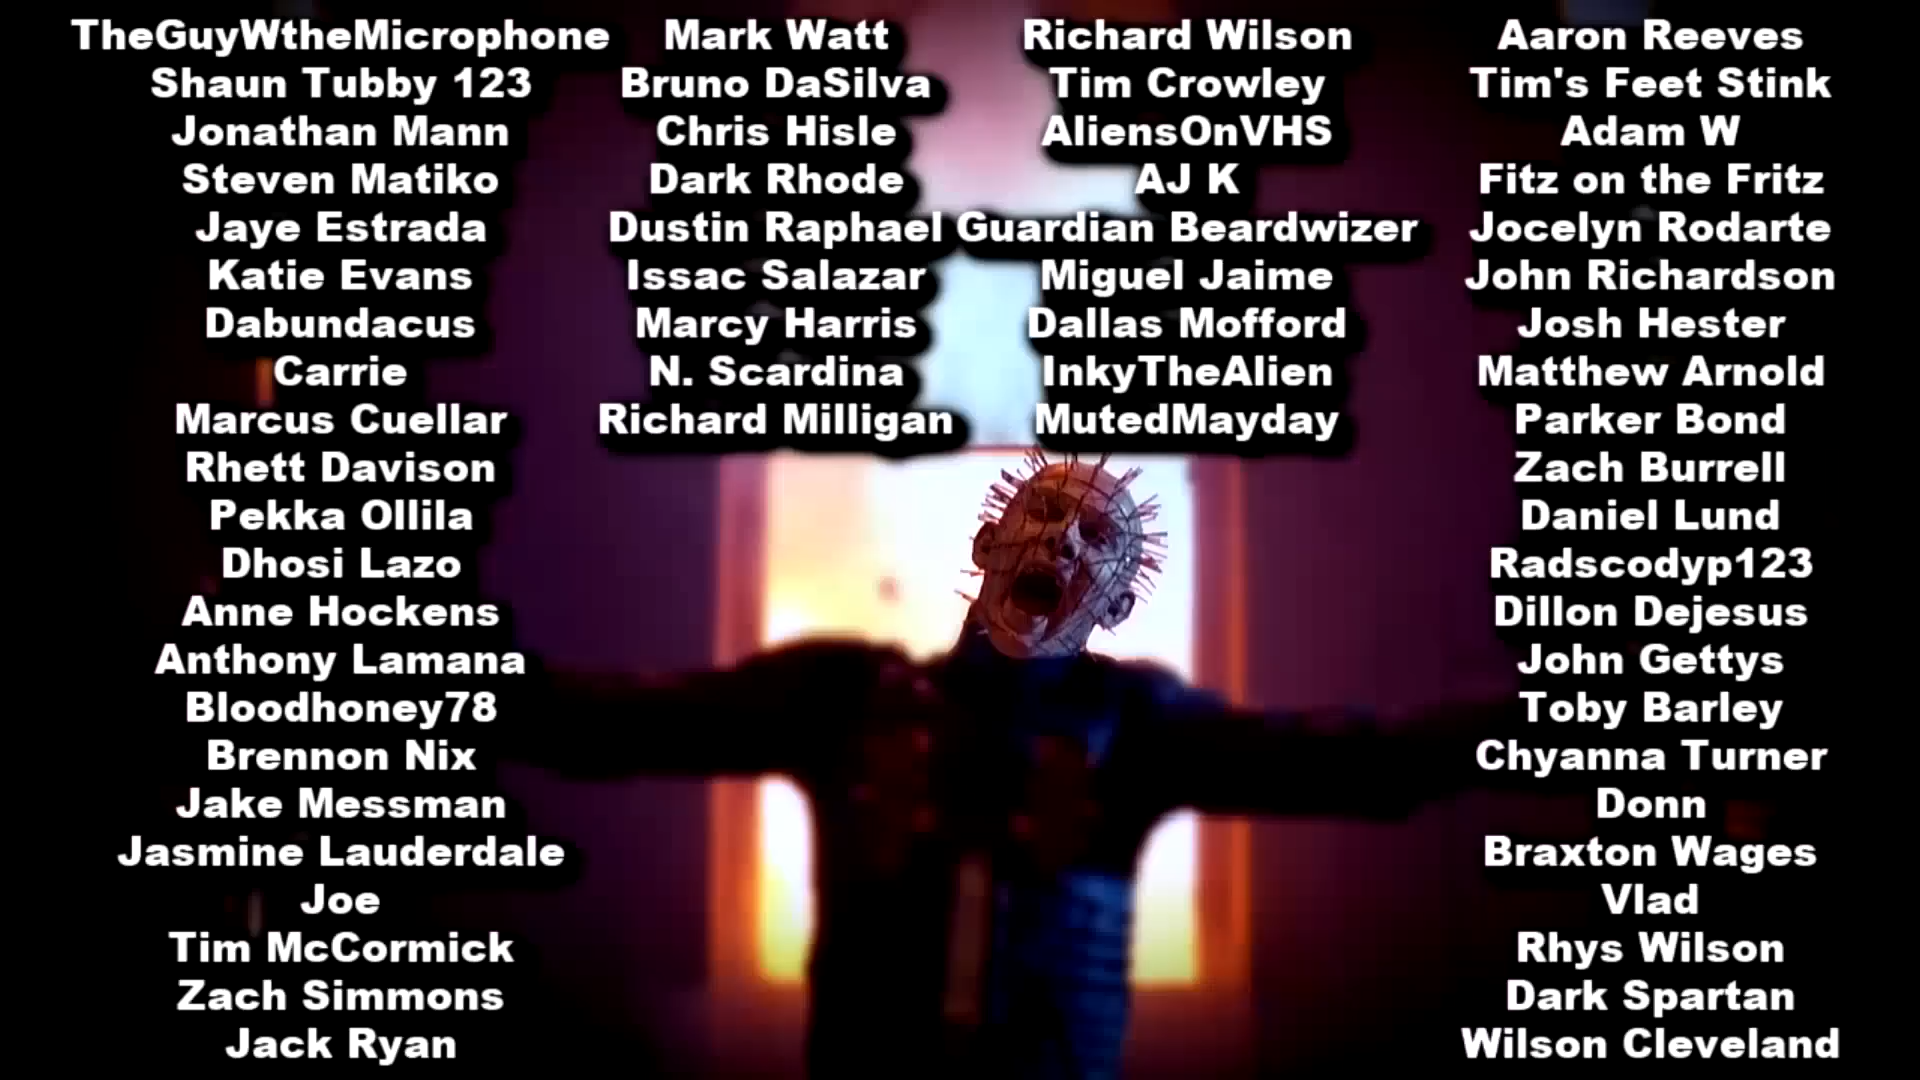 TheGuyWtheMicrophone
Shaun Tubby 123
Jonathan Mann
Steven Matiko
Jaye Estrada
Katie Evans
Dabundacus
Carrie
Marcus Cuellar
Rhett Davison
Pekka Ollila
Dhosi Lazo
Anne Hockens
Anthony Lamana
Bloodhoney78
Brennon Nix
Jake Messman
Jasmine Lauderdale
Joe
Tim McCormick
Zach Simmons
Jack Ryan
Mark Watt
Bruno DaSilva
Chris Hisle
Dark Rhode
Dustin Raphael
Issac Salazar
Marcy Harris
N. Scardina
Richard Milligan
Richard Wilson
Tim Crowley
AliensOnVHS
AJ K
Guardian Beardwizer
Miguel Jaime
Dallas Mofford
InkyTheAlien
MutedMayday
Aaron Reeves
Tim's Feet Stink
Adam W
Fitz on the Fritz
Jocelyn Rodarte
John Richardson
Josh Hester
Matthew Arnold
Parker Bond
Zach Burrell
Daniel Lund
Radscodyp123
Dillon Dejesus
John Gettys
Toby Barley
Chyanna Turner
Donn
Braxton Wages
Vlad
Rhys Wilson
Dark Spartan
Wilson Cleveland